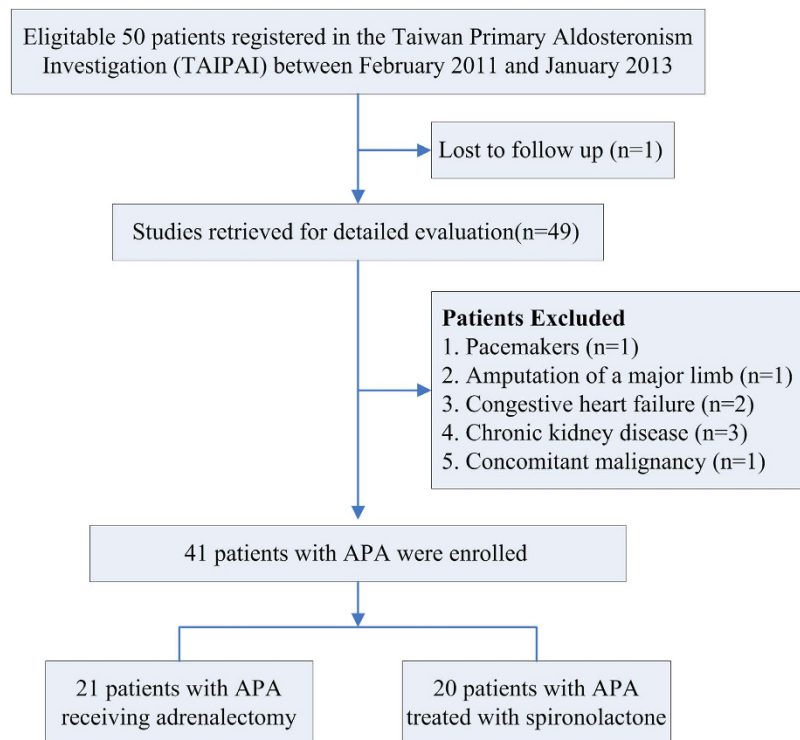 Eligitable 50 patients registered in the Taiwan Primary Aldosteronism
Investigation (TAIPAI) between February 2011 and January 2013
Lost to follow up (n=1)
Studies retrieved for detailed evaluation(n=49)
Patients Excluded
1. Pacemakers (n=1)
2. Amputation of a major limb (n=1)
3. Congestive heart failure (n=2)
4. Chronic kidney disease (n=3)
5. Concomitant malignancy (n=1)
41 patients with APA were enrolled
21 patients with APA
receiving adrenalectomy
20 patients with APA
treated with spironolactone